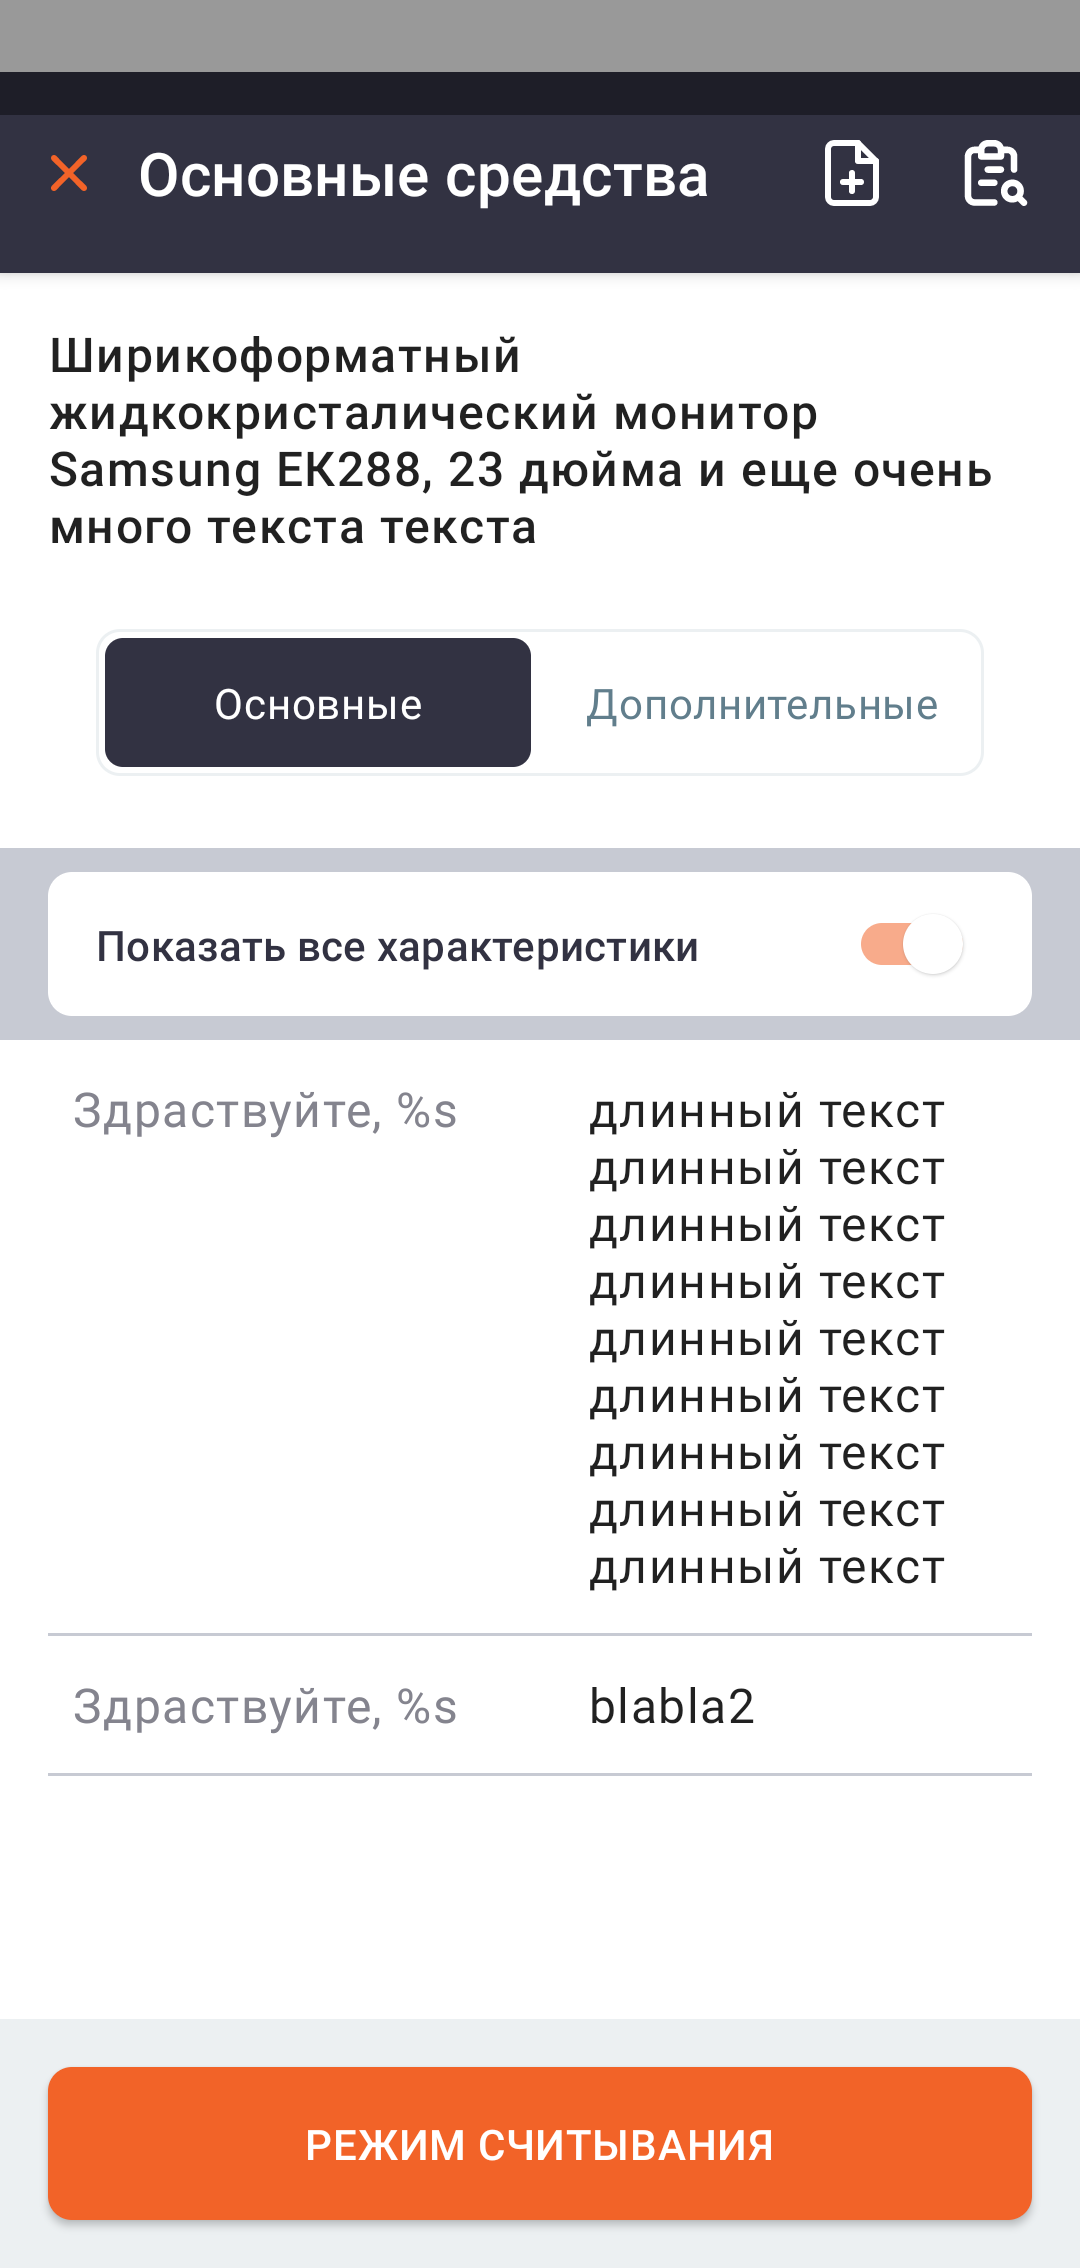 Основные средства
Ширикоформатный
жидкокристалический монитор
Samsung EK288, 23 дюйма и еще очень
много текста текста
Основные
Дополнительные
Показать все характеристики
Здраствуйте, %s
длинный текст
длинный текст
длинный текст
длинный текст
длинный текст
длинный текст
длинный текст
длинный текст
длинный текст
Здраствуйте, %s
blabla2
РЕЖИМ СЧИТЫВАНИЯ